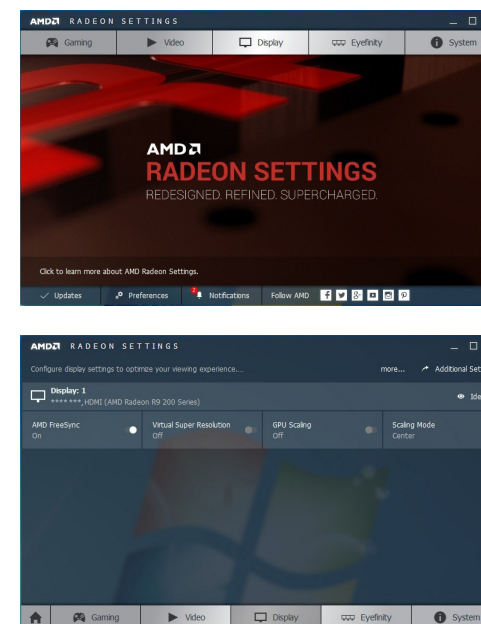 AMD RADEON SETTINGS
Gaming Video Display Eyefinity System
AMD
RADEON SETTINGS
REDESIGNED. REFINED. SUPERCHARGED.
Click to learn more about AMD Radeon Settings.
Updates Preferences 2 Notifications Follow AMD
AMD RADEON SETTINGS
Configure display settings to optimize your viewing experience... more... Additional Set
Display: 1
**** ***, HDMI (AMD Radeon R9 200 Series) Ide
AMD FreeSync Virtual Super Resolution GPU Scaling Scaling Mode
On Off Off Center
Gaming Video Display Eyefinity System